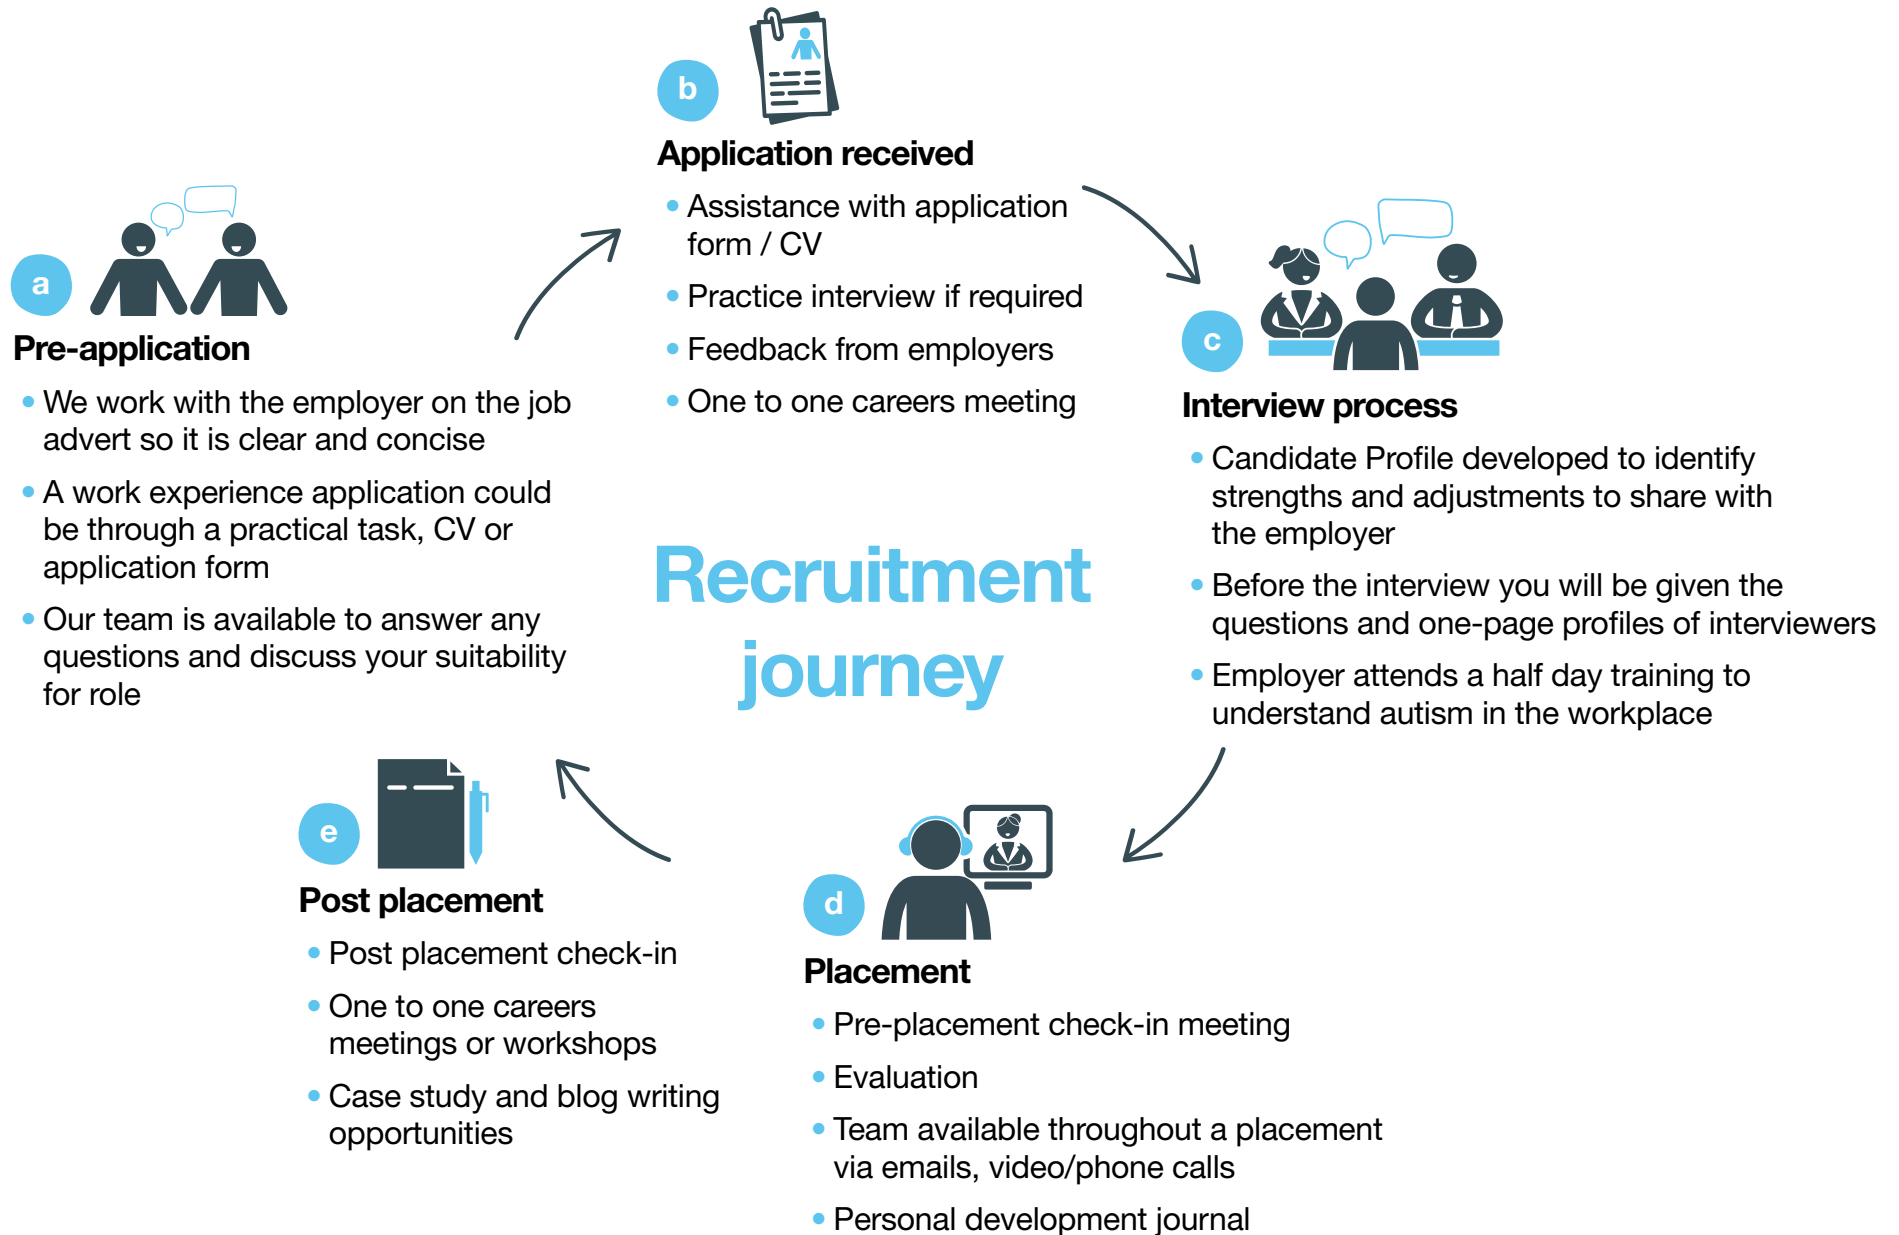 a
Pre-application
• We work with the employer on the job
advert so it is clear and concise
• A work experience application could
be through a practical task, CV or
application form
• Our team is available to answer any
questions and discuss your suitability
for role
b
Application received
• Assistance with application
form / CV
• Practice interview if required
• Feedback from employers
• One to one careers meeting
c
Interview process
• Candidate Profile developed to identify
strengths and adjustments to share with
the employer
• Before the interview you will be given the
questions and one-page profiles of interviewers
• Employer attends a half day training to
understand autism in the workplace
Recruitment
journey
d
Placement
• Pre-placement check-in meeting
• Evaluation
• Team available throughout a placement
via emails, video/phone calls
• Personal development journal
e
Post placement
• Post placement check-in
• One to one careers
meetings or workshops
• Case study and blog writing
opportunities